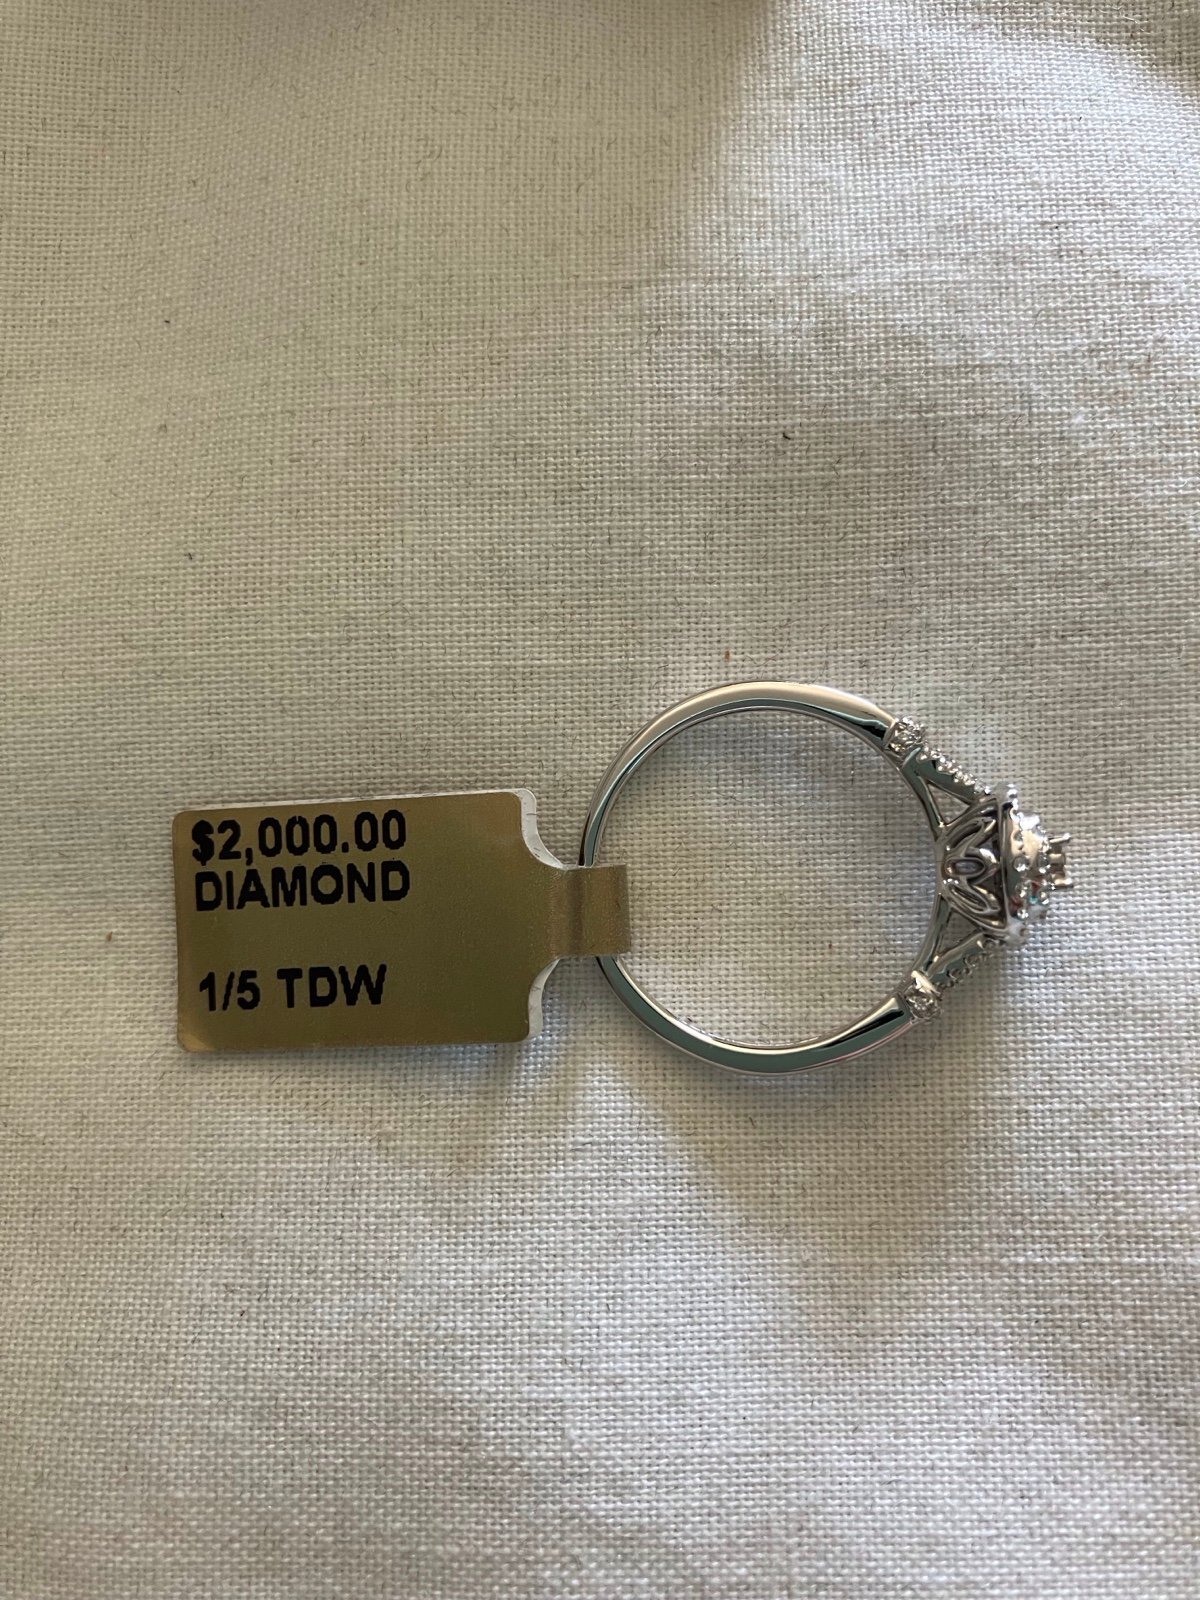 $2,000.00
DIAMOND
1/5 TDW